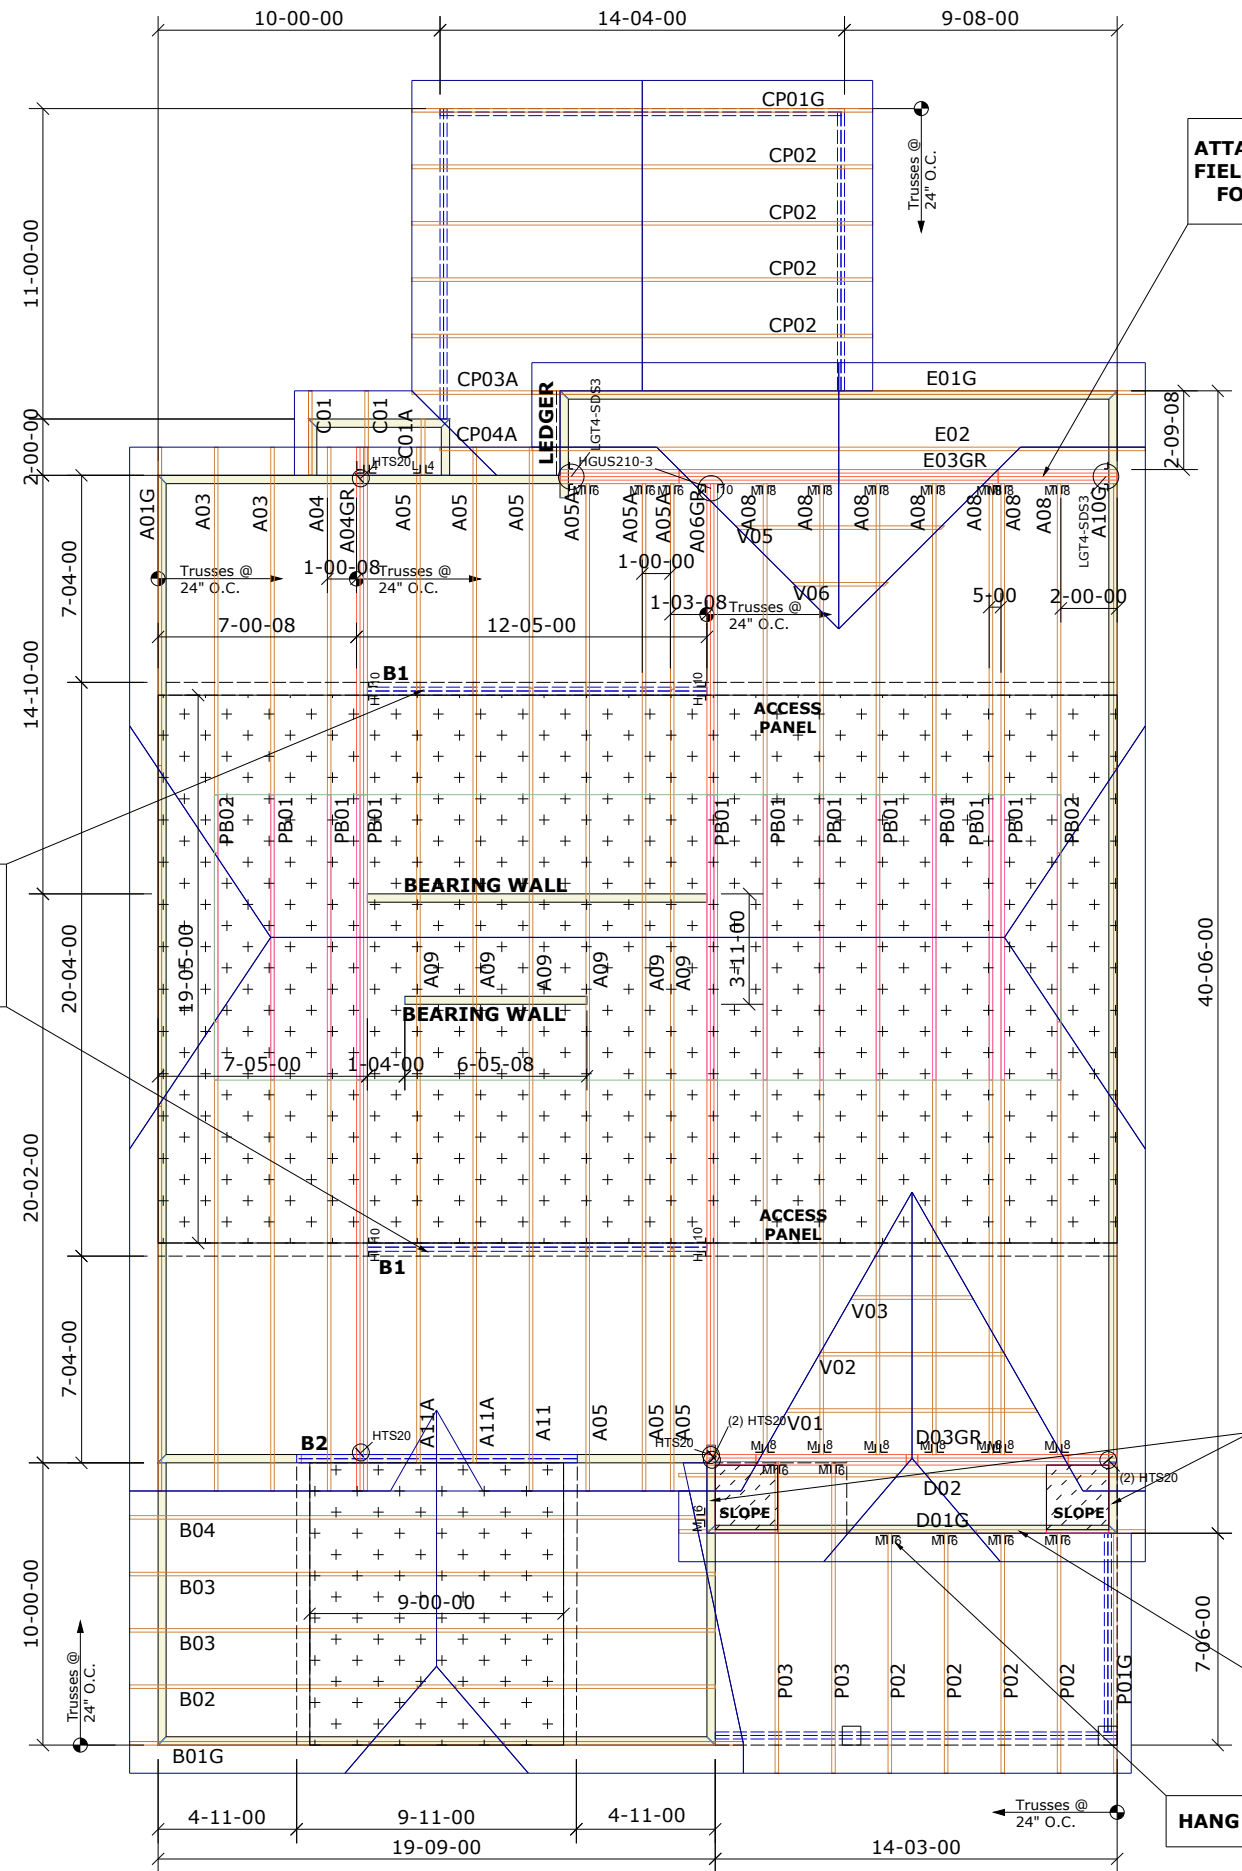 10-00-00
14-04-00
9-08-00
CP01G
CP02
CP02
CP02
CP02
Trusses @
24" O.C.
ATTA
FIEL
FO
11-00-00
2-00-00
CP03A
CP04A
C01
C01
C01A
HTS20
LEDGER
LGT4-SDS3
E01G
E02
E03GR
2-09-08
HGUS210-3
A01G
A03
A03
A04
A04GR
A05
A05
A05
A05A
A05A
A05A
A06GR
A08
A08
A08
A08
A08
A08
A08
A10G
LGT4-SDS3
V05
V06
Trusses @
24" O.C.
1-00-08
Trusses @
24" O.C.
1-00-00
1-03-08
Trusses @
24" O.C.
5-00
2-00-00
7-04-00
7-00-08
12-05-00
14-10-00
B1
ACCESS
PANEL
PB02
PB01
PB01
PB01
PB01
PB01
PB01
PB01
PB01
PB01
PB01
PB02
BEARING WALL
A09
A09
A09
A09
A09
A09
3-11-00
BEARING WALL
20-04-00
19-05-00
40-06-00
7-05-00
1-04-00
6-05-08
20-02-00
ACCESS
PANEL
B1
7-04-00
V03
V02
V01
A11A
A11A
A11
A05
A05
A05
B2
HTS20
HTS20
(2) HTS20
D03GR
(2) HTS20
D02
D01G
SLOPE
SLOPE
B04
B03
B03
B02
B01G
9-00-00
10-00-00
Trusses @
24" O.C.
P03
P03
P02
P02
P02
P02
P01G
7-06-00
4-11-00
9-11-00
4-11-00
Trusses @
24" O.C.
HANG
19-09-00
14-03-00